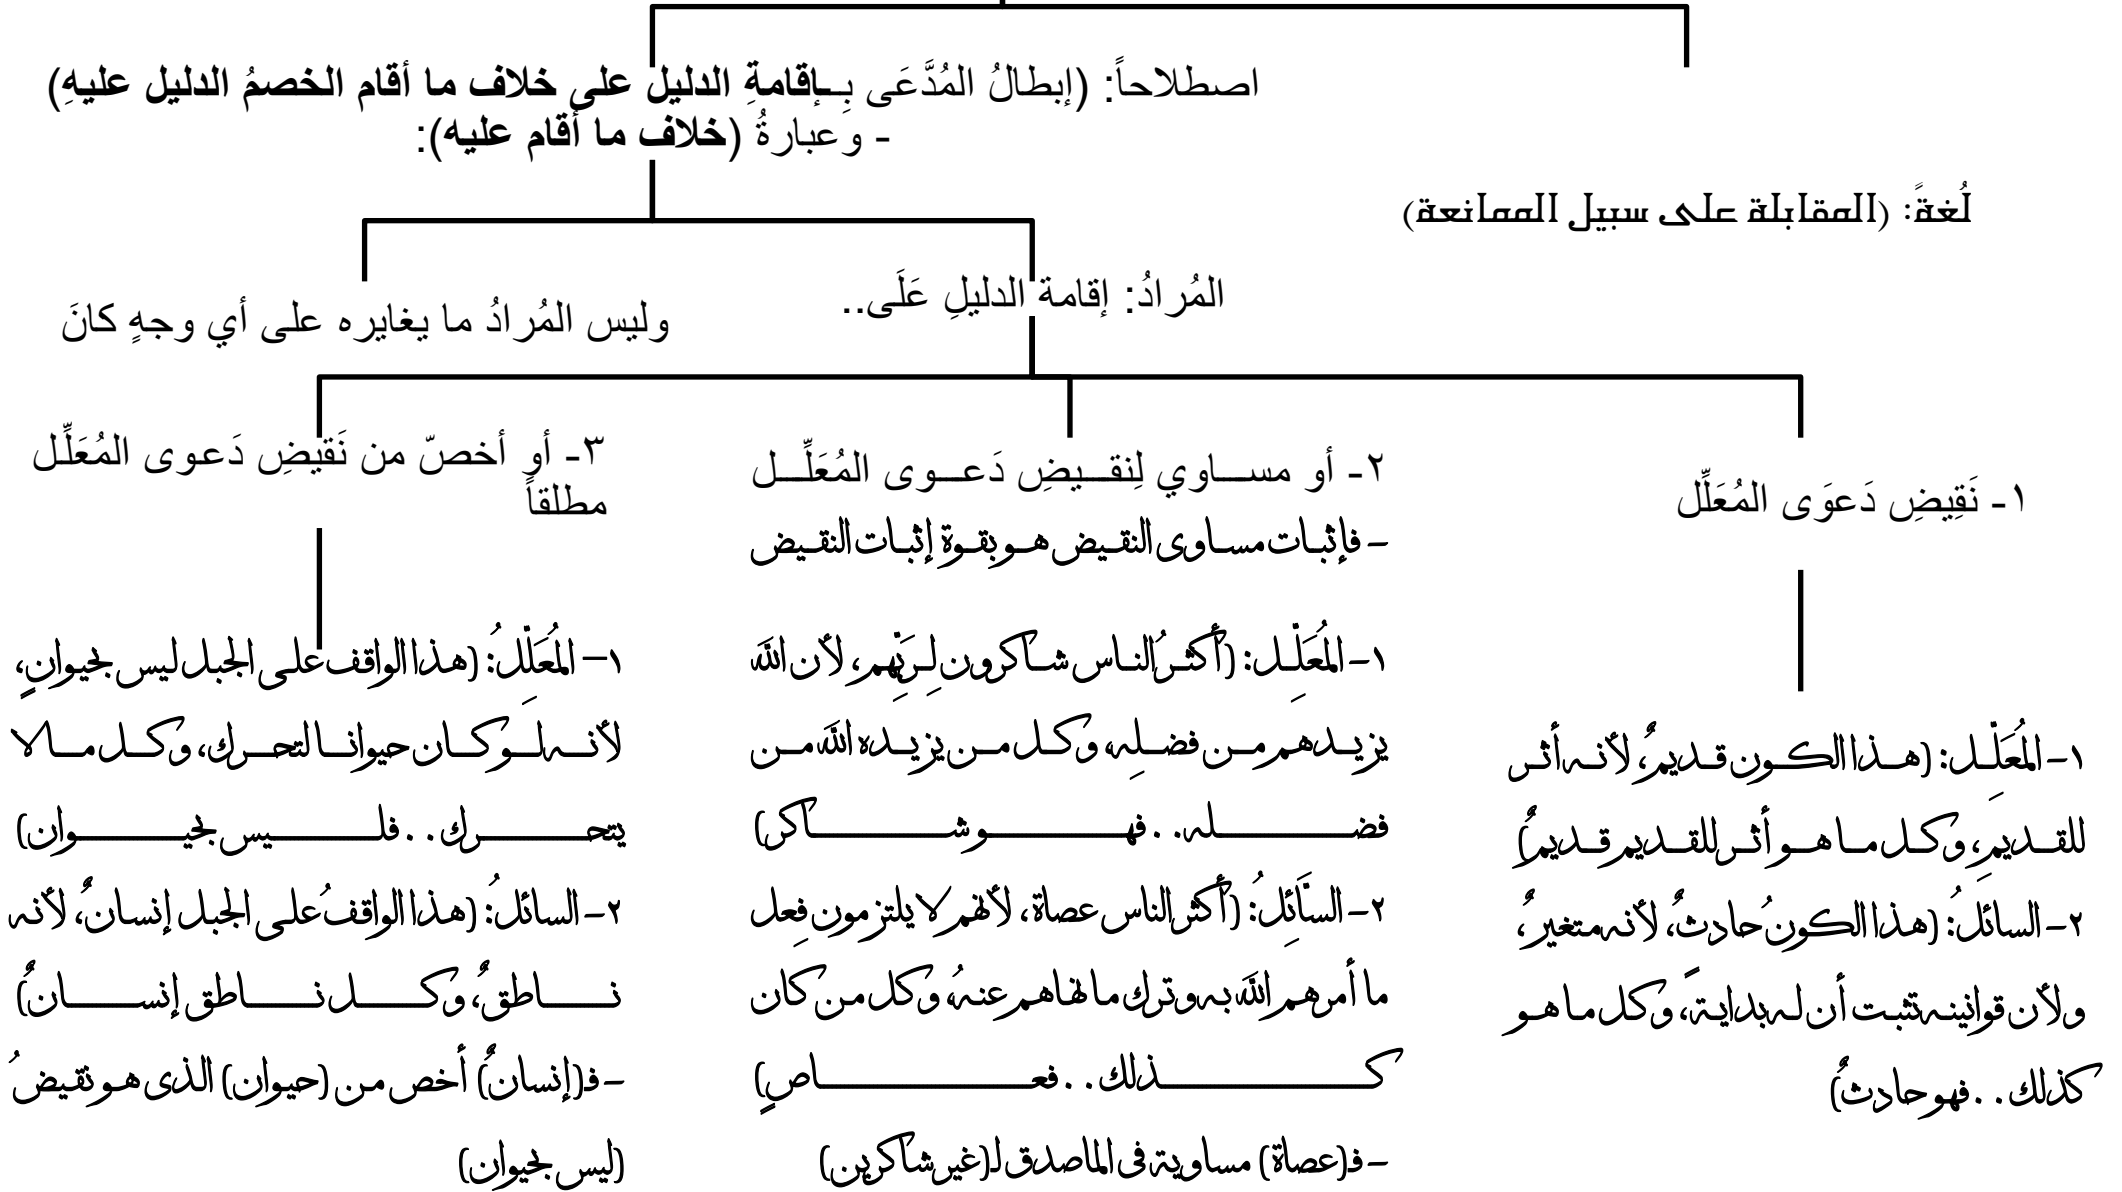 اصطلاحاً: (إبطالُ المُدَّعَى بِـإقامةِ الدليل على خلاف ما أقام الخصمُ الدليل عليهِ)
- وعبارةُ (خلاف ما أقام عليه):
لُغةً: (المقابلة على سبيل الممانعة)
المُرادُ: إقامة الدليلِ عَلَى..
وليس المُرادُ ما يغايره على أي وجهٍ كانَ
١- نَقِيضِ دَعوَى المُعَلِّل
١- المُعَلِّل: (هذا الكون قديمٌ، لأنه أثر
للقديمِ، وكل ما هو أثر للقديم قديمٌ)
٢- السائلُ: (هذا الكونُ حادثٌ، لأنه متغيرٌ،
ولأن قوانينه تثبت أن له بدايةً، وكل ما هو
كذلك. . فهو حادثٌ)
٢- أو مساوي لِنقيضِ دَعوى المُعَلِّل
- فإثبات مساوى النقيض هو بقوة إثبات النقيض
١- المُعَلِّل: (أكثرُ الناس شاكرون لِربِّهم، لأن الله
يزيدهم من فضلِه، وكل من يزيده الله من
فضله. . فهو شاكر)
٢- السَّائِلُ: (أكثر الناس عصاة، لأنهم لا يلتزمون فِعل
ما أمرهم الله به وترك ما نهاهم عنهُ، وكل من كان
كذلك. . فعاصٍ)
- فـ(عصاة) مساوية فى الماصدق لـ(غير شاكرين)
٣- أو أخصّ من نَقيضِ دَعوى المُعَلِّل
مطلقاً
١- المُعَلِّلُ: (هذا الواقف على الجبل ليس بحيوانٍ،
لأنه لو كان حيوانا لتحرك، وكل ما لا
يتحرك. . فليس بحيوان)
٢- السائلُ: (هذا الواقفُ على الجبل إنسانٌ، لأنه
ناطقٌ، وكل ناطق إنسانٌ)
- فـ(إنسانٌ) أخص من (حيوان) الذى هو نقيضُ
(ليس بحيوان)